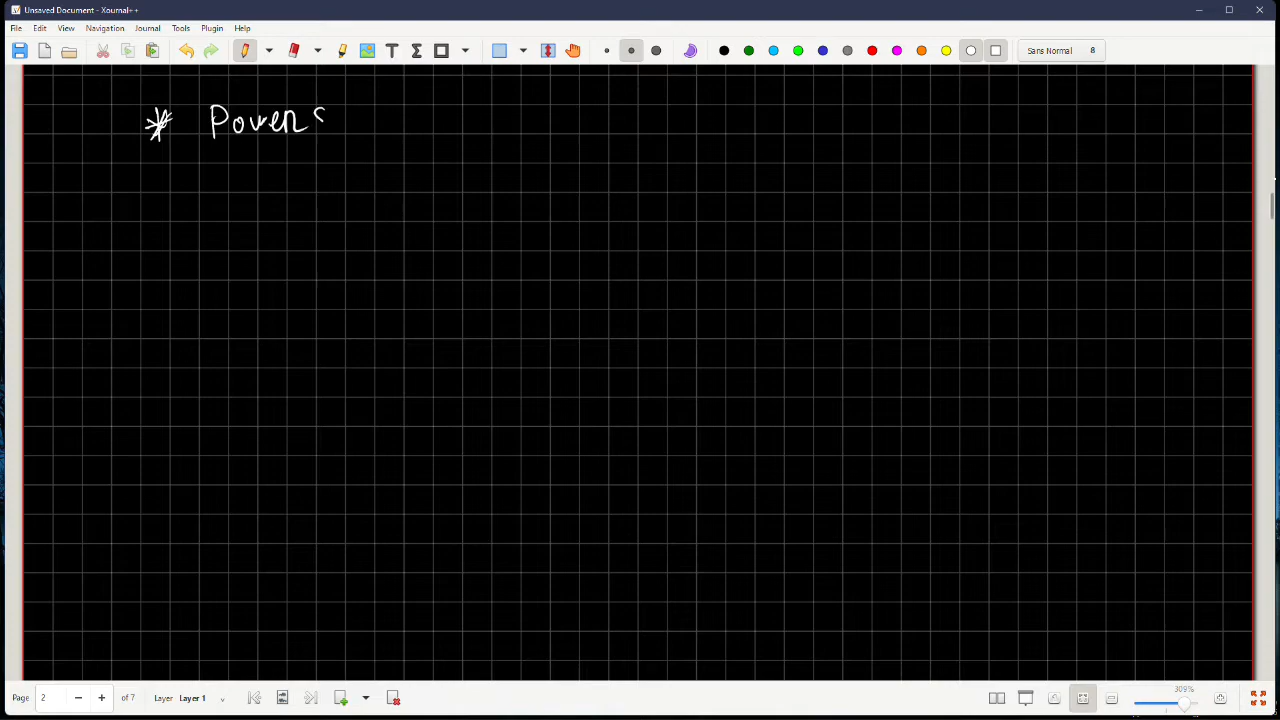 Unsaved Document - Xournal++
File Edit View Navigation Journal Tools Plugin Help
Sans Normal 8
* Power
Page 2 of 7 Layer Layer 1 309%